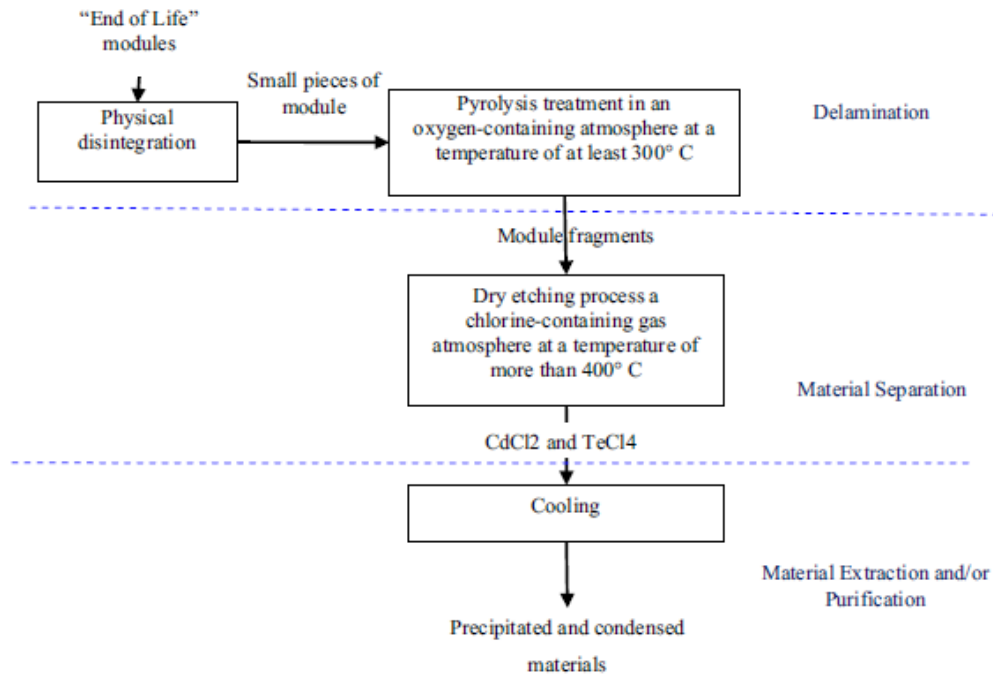 “End of Life”
modules
Small pieces of
module
Physical
disintegration
Pyrolysis treatment in an
oxygen-containing atmosphere at a
temperature of at least 300° C
Delamination
Module fragments
Dry etching process a
chlorine-containing gas
atmosphere at a temperature of
more than 400° C
Material Separation
CdCl2 and TeCl4
Cooling
Material Extraction and/or
Purification
Precipitated and condensed
materials